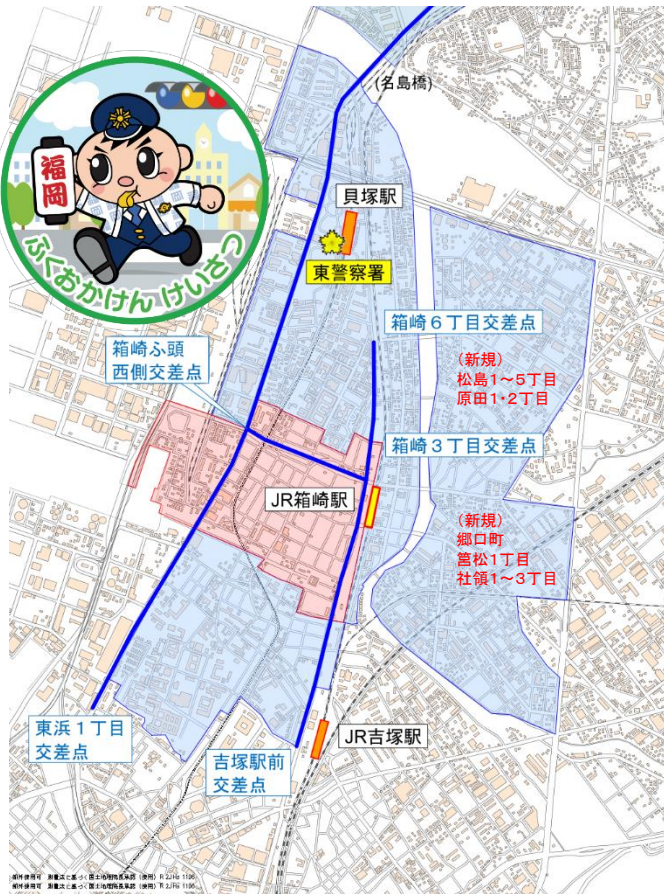 (名島橋)
福岡
ふくおかけん けいさつ
貝塚駅
東警察署
箱崎６丁目交差点
箱崎ふ頭
西側交差点
(新規)
松島1～5丁目
原田1・2丁目
箱崎３丁目交差点
JR箱崎駅
(新規)
郷口町
筥松1丁目
社領1～3丁目
東浜１丁目
交差点
吉塚駅前
交差点
JR吉塚駅